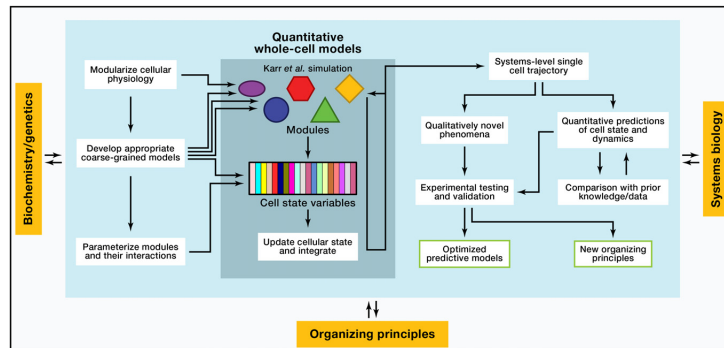 Biochemistry/genetics
Modularize cellular
physiology
Develop appropriate
coarse-grained models
Parameterize modules
and their interactions
Quantitative
whole-cell models
Karr et al. simulation
Modules
Cell state variables
Update cellular state
and integrate
Systems-level single
cell trajectory
Qualitatively novel
phenomena
Quantitative predictions
of cell state and
dynamics
Experimental testing
and validation
Comparison with prior
knowledge/data
Optimized
predictive models
New organizing
principles
Systems biology
Organizing principles